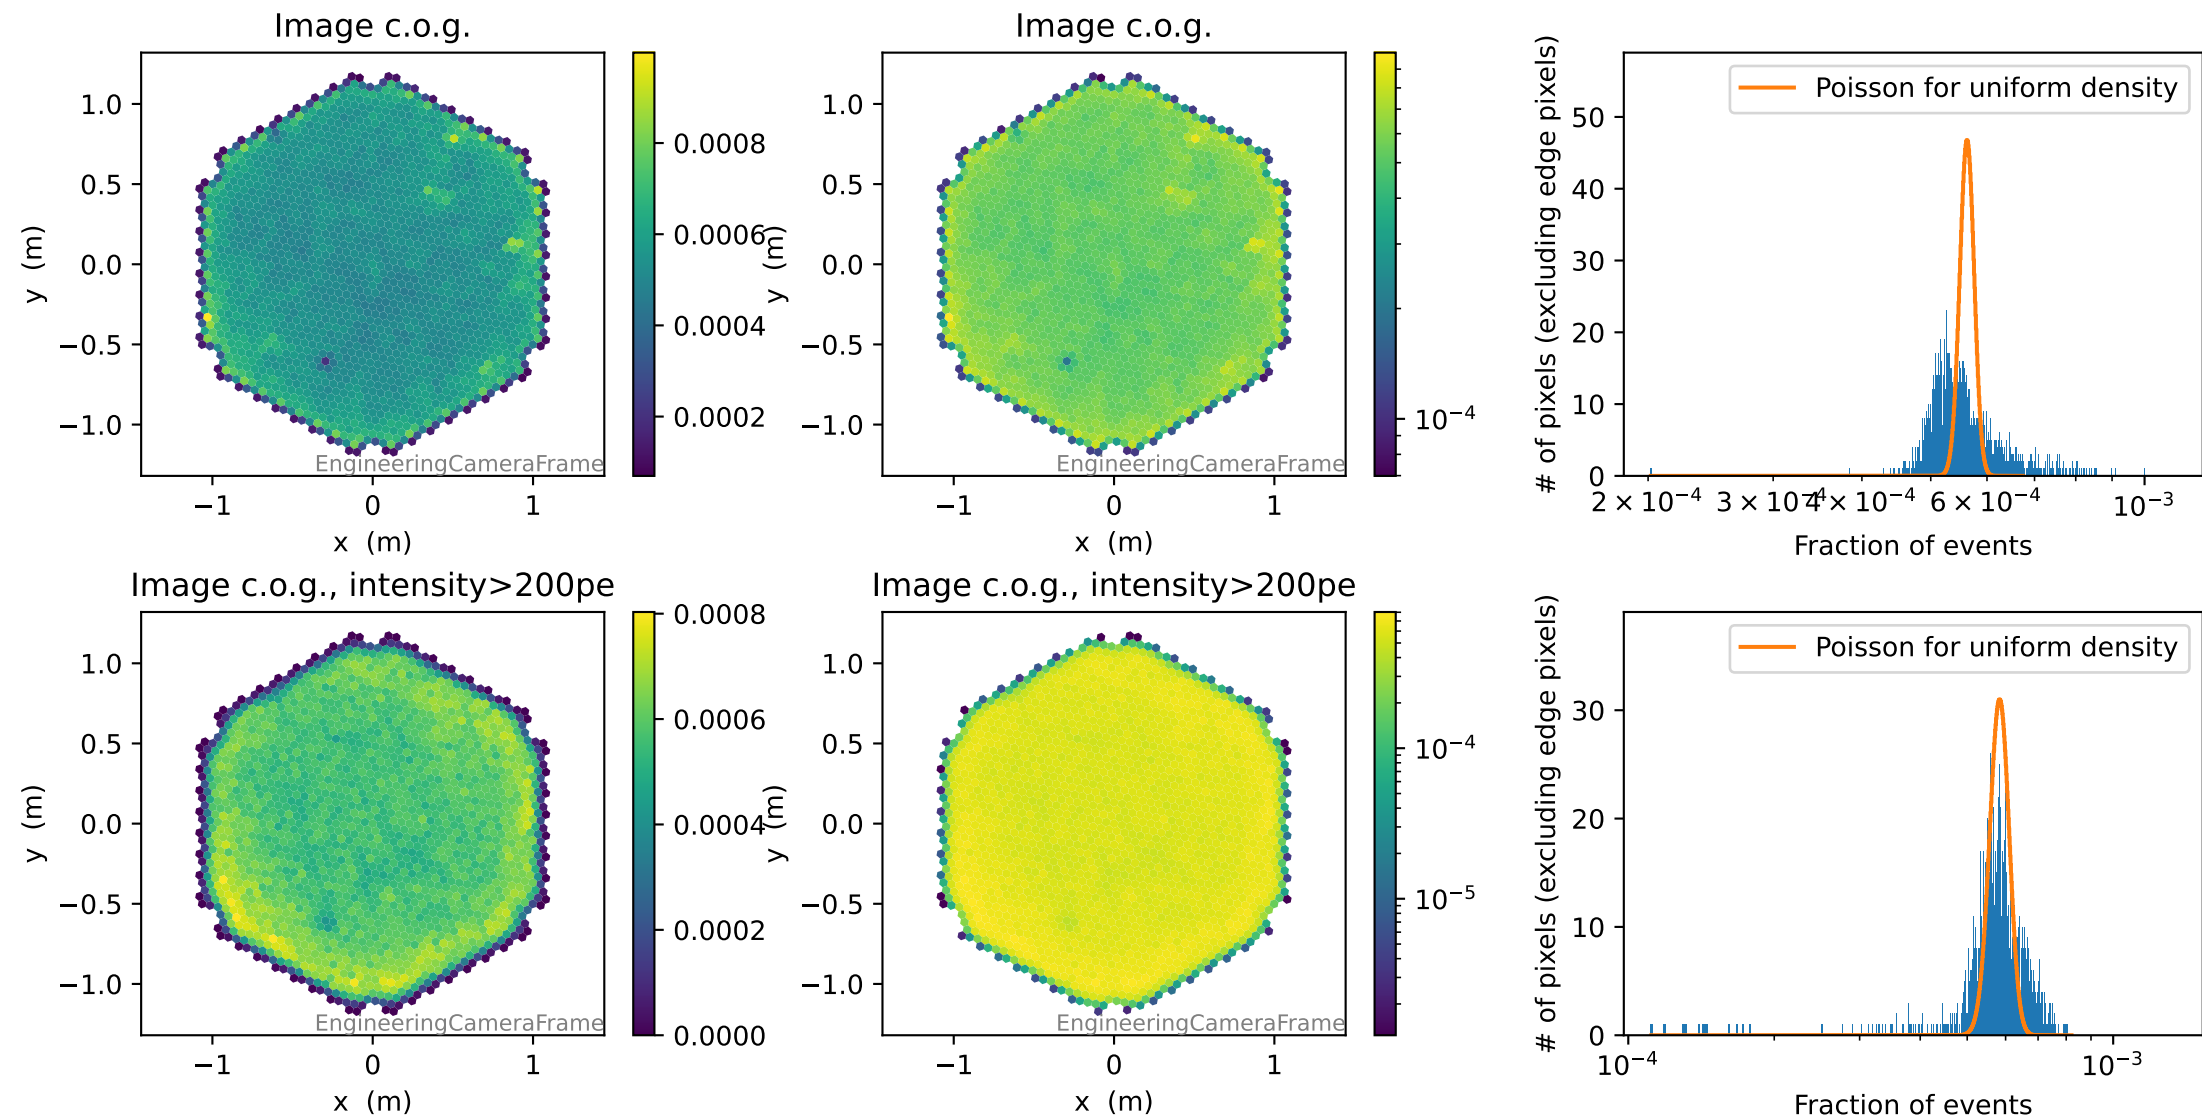 Image c.o.g.
1.0
0.5
0.0
−0.5
−1.0
y (m)
−1
0
1
x (m)
EngineeringCameraFrame
0.0008
0.0006
0.0004
0.0002
Image c.o.g.
1.0
0.5
0.0
−0.5
−1.0
y (m)
−1
0
1
x (m)
EngineeringCameraFrame
10⁻⁴
Poisson for uniform density
# of pixels (excluding edge pixels)
50
40
30
20
10
0
2 × 10⁻⁴
3 × 10⁻⁴
4 × 10⁻⁴
6 × 10⁻⁴
10⁻³
Fraction of events
Image c.o.g., intensity>200pe
1.0
0.5
0.0
−0.5
−1.0
y (m)
−1
0
1
x (m)
EngineeringCameraFrame
0.0008
0.0006
0.0004
0.0002
0.0000
Image c.o.g., intensity>200pe
1.0
0.5
0.0
−0.5
−1.0
y (m)
−1
0
1
x (m)
EngineeringCameraFrame
10⁻⁴
10⁻⁵
Poisson for uniform density
# of pixels (excluding edge pixels)
30
20
10
0
10⁻⁴
10⁻³
Fraction of events